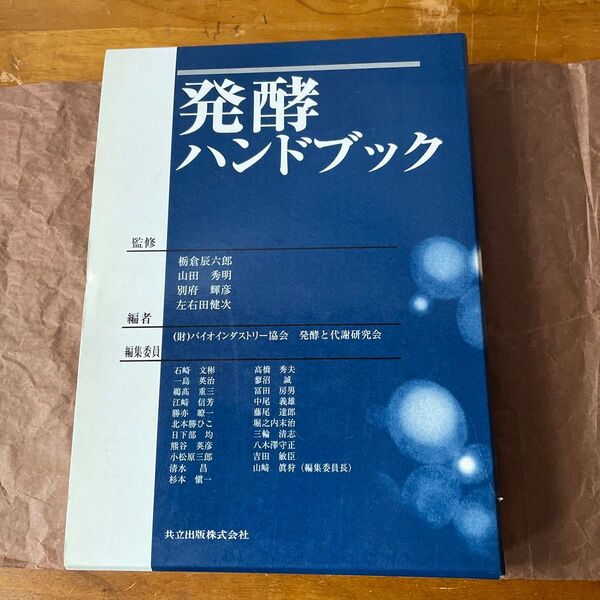 発酵
ハンドブック
監修
栃倉辰六郎
山田 秀明
別府 輝彦
左右田健次
編者
(財)バイオインダストリー協会 発酵と代謝研究会
編集委員
石崎 文彬 高橋 秀夫
一島 英治 蓼沼 誠
鵜高 重三 冨田 房男
江崎 信芳 中尾 義雄
勝亦 瞭一 藤尾 達郎
北本勝ひこ 堀之内末治
日下部 均 三輪 清志
熊谷 英彦 八木澤守正
小松原三郎 吉田 敏臣
清水 昌 山崎 眞狩(編集委員長)
杉本 愼一
共立出版株式会社